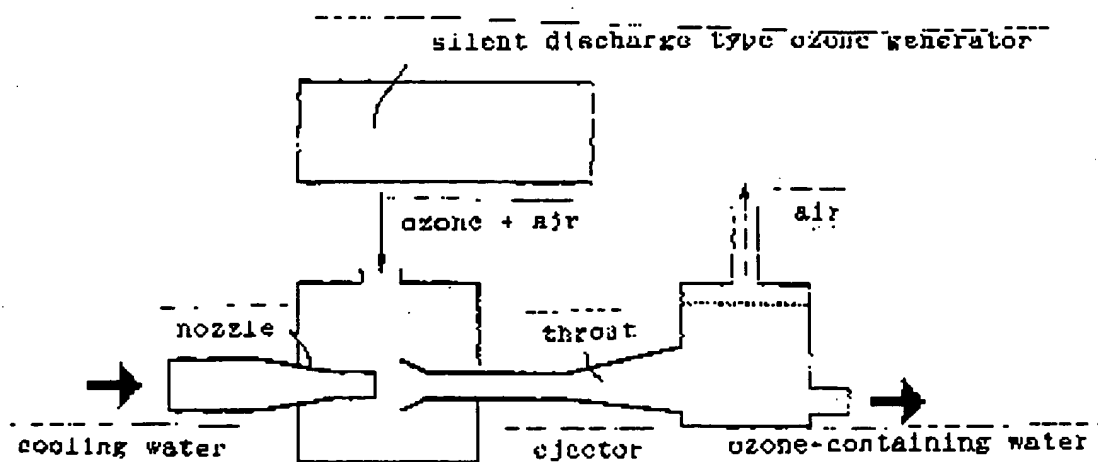 silent discharge type ozone generator
ozone + air
air
nozzle
throat
cooling water
ejector
ozone-containing water